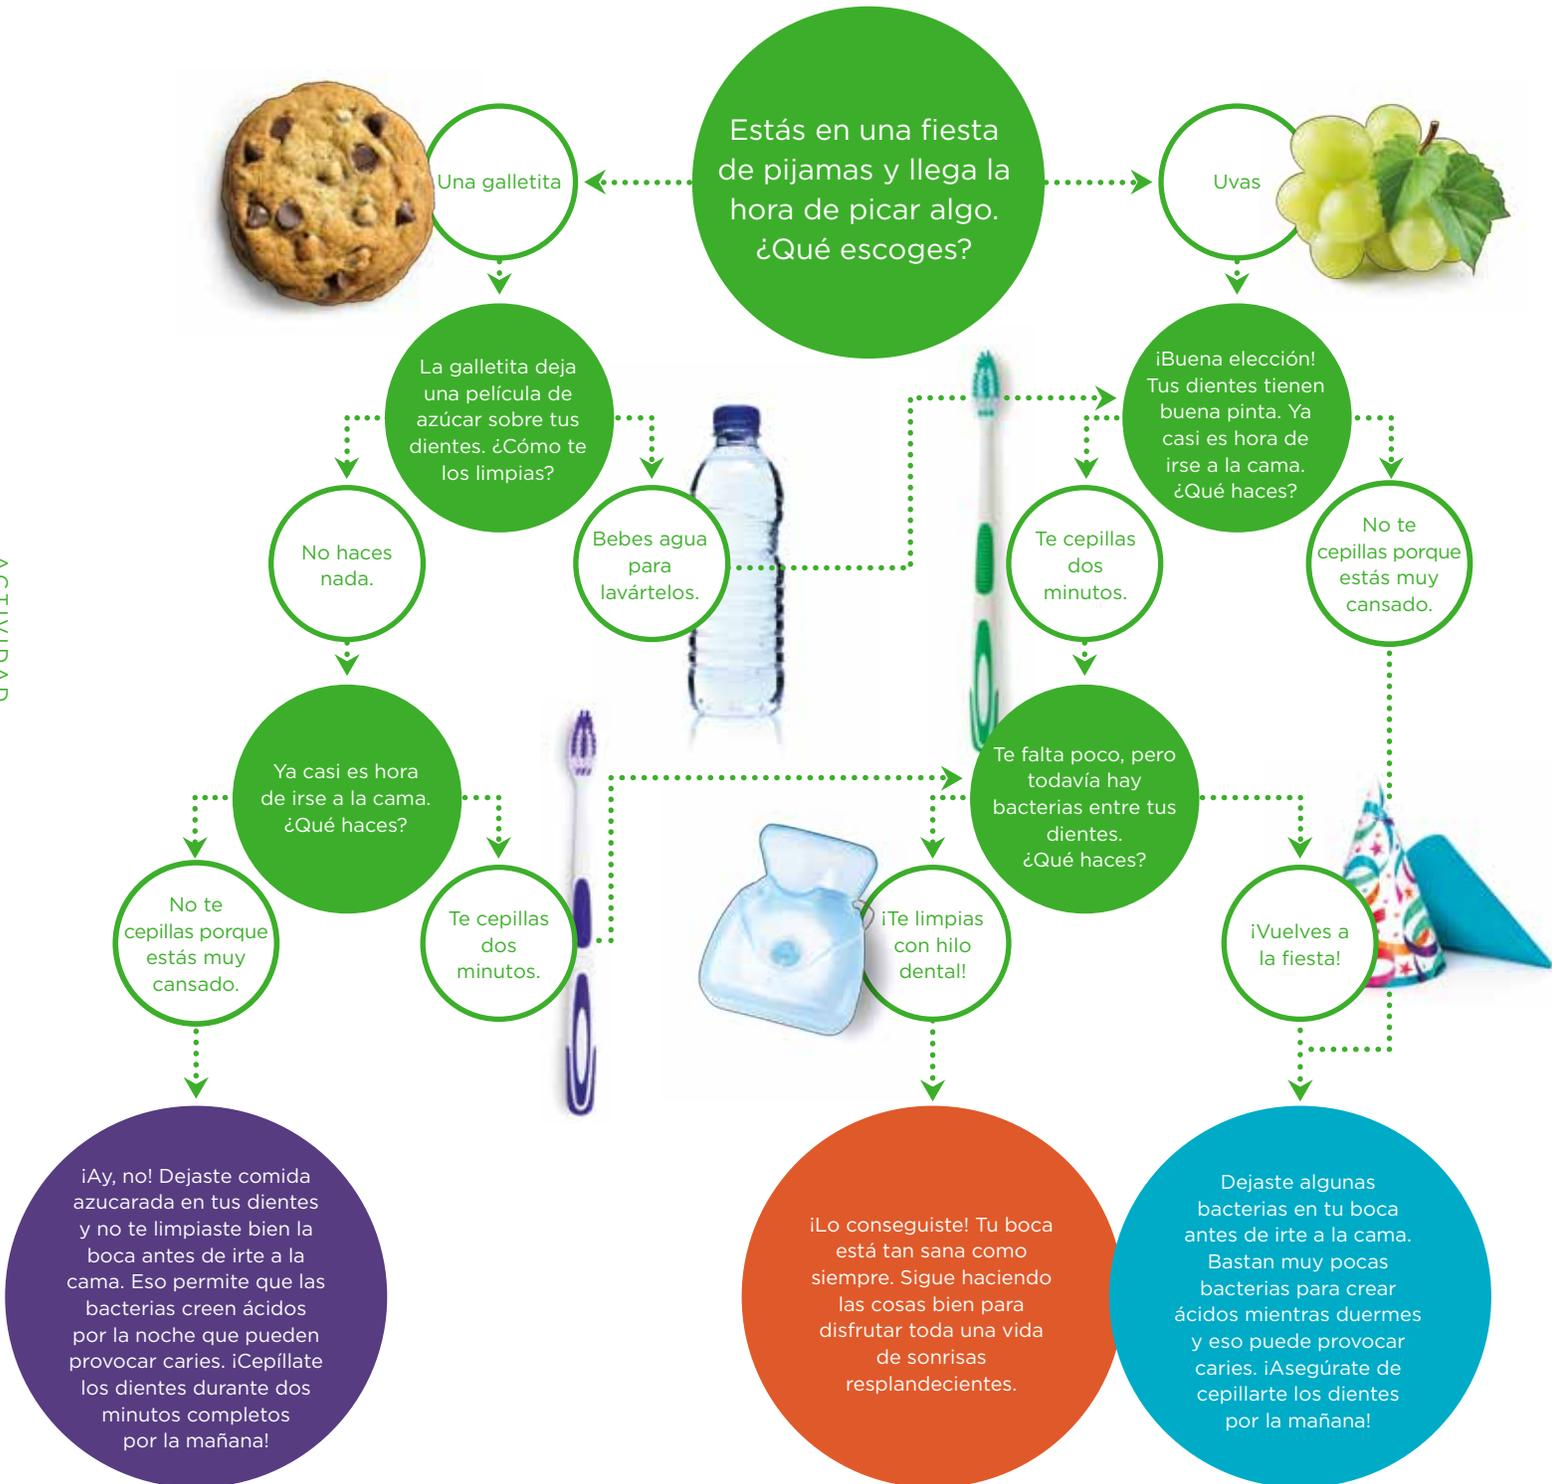 Estás en una fiesta
de pijamas y llega la
hora de picar algo.
¿Qué escoges?
Una galletita
Uvas
La galletita deja
una película de
azúcar sobre tus
dientes. ¿Cómo te
los limpias?
¡Buena elección!
Tus dientes tienen
buena pinta. Ya
casi es hora de
irse a la cama.
¿Qué haces?
No haces
nada.
Bebes agua
para
lavártelos.
Te cepillas
dos
minutos.
No te
cepillas porque
estás muy
cansado.
ACTIVIDAD
Ya casi es hora
de irse a la cama.
¿Qué haces?
Te falta poco, pero
todavía hay
bacterias entre tus
dientes.
¿Qué haces?
No te
cepillas porque
estás muy
cansado.
Te cepillas
dos
minutos.
¡Te limpias
con hilo
dental!
¡Vuelves a
la fiesta!
¡Ay, no! Dejaste comida
azucarada en tus dientes
y no te limpiaste bien la
boca antes de irte a la
cama. Eso permite que las
bacterias creen ácidos
por la noche que pueden
provocar caries. ¡Cepíllate
los dientes durante dos
minutos completos
por la mañana!
¡Lo conseguiste! Tu boca
está tan sana como
siempre. Sigue haciendo
las cosas bien para
disfrutar toda una vida
de sonrisas
resplandecientes.
Dejaste algunas
bacterias en tu boca
antes de irte a la cama.
Bastan muy pocas
bacterias para crear
ácidos mientras duermes
y eso puede provocar
caries. ¡Asegúrate de
cepillarte los dientes
por la mañana!